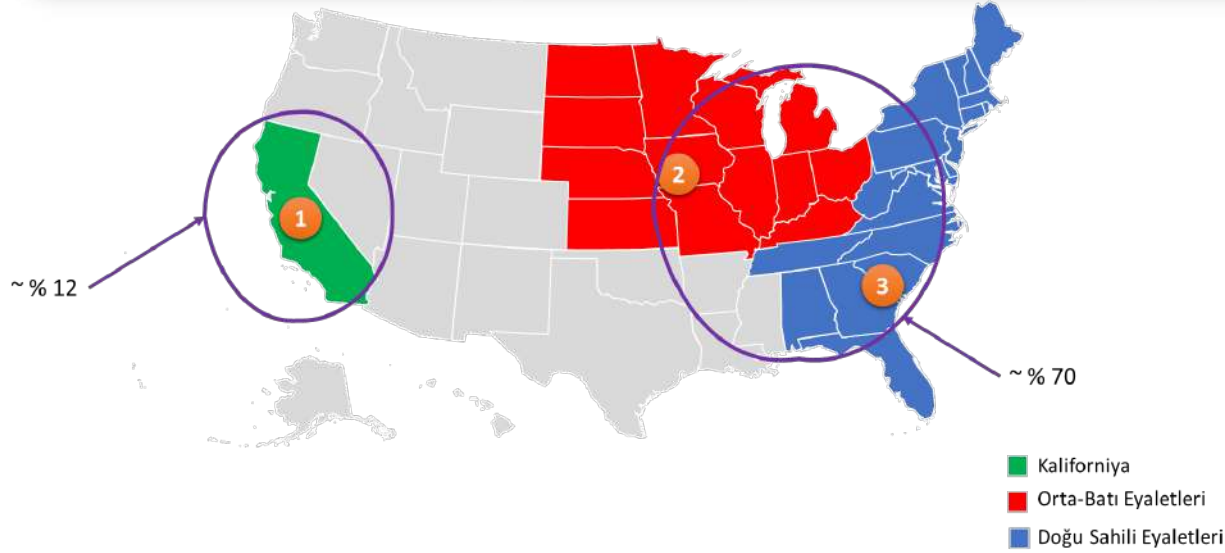 1
2
3
~ % 12
~ % 70
Kaliforniya
Orta-Batı Eyaletleri
Doğu Sahili Eyaletleri